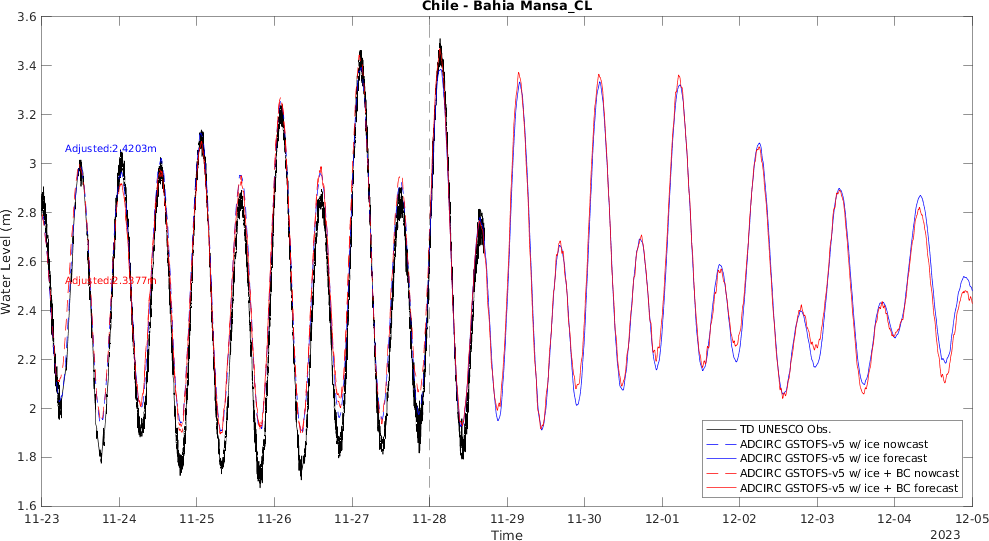 Chile - Bahia Mansa_CL
3.6
3.4
3.2
3
2.8
2.6
2.4
2.2
2
1.8
1.6
Water Level (m)
Adjusted:2.4203m
Adjusted:2.3377m
TD UNESCO Obs.
ADCIRC GSTOFS-v5 w/ ice nowcast
ADCIRC GSTOFS-v5 w/ ice forecast
ADCIRC GSTOFS-v5 w/ ice + BC nowcast
ADCIRC GSTOFS-v5 w/ ice + BC forecast
11-23 11-24 11-25 11-26 11-27 11-28 11-29 11-30 12-01 12-02 12-03 12-04 12-05
Time
2023